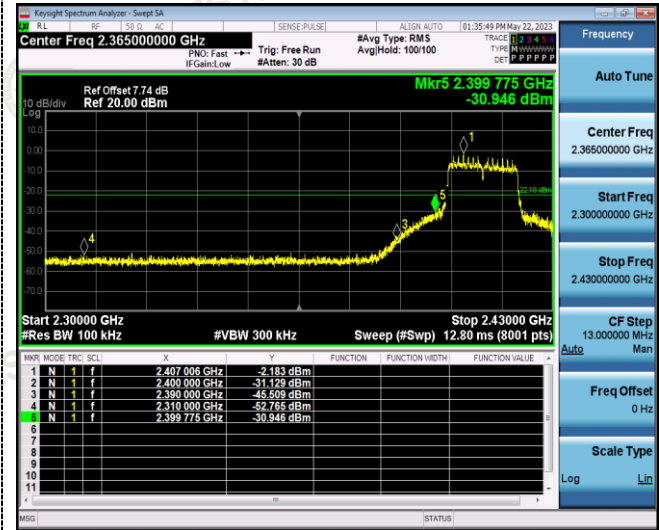 Keysight Spectrum Analyzer - Swept SA
RL RF 50 Ω AC SENSE:PULSE ALIGN AUTO 01:35:49 PM May 22, 2023
Center Freq 2.365000000 GHz
PNO: Fast
IFGain:Low
Trig: Free Run
#Atten: 30 dB
#Avg Type: RMS
Avg|Hold: 100/100
TRACE 1 2 3 4 5 6
TYPE M W W W W W
DET P P P P P P
Ref Offset 7.74 dB
10 dB/div Ref 20.00 dBm
Log
Mkr5 2.399 775 GHz
-30.946 dBm
10.0
0.00
-10.0
-20.0
-30.0
-40.0
-50.0
-60.0
-70.0
1
5
3
4
-22.18 dBm
Start 2.30000 GHz Stop 2.43000 GHz
#Res BW 100 kHz #VBW 300 kHz Sweep (#Swp) 12.80 ms (8001 pts)
MKR MODE TRC SCL X Y FUNCTION FUNCTION WIDTH FUNCTION VALUE
1 N 1 f 2.407 006 GHz -2.183 dBm
2 N 1 f 2.400 000 GHz -31.129 dBm
3 N 1 f 2.390 000 GHz -45.509 dBm
4 N 1 f 2.310 000 GHz -52.765 dBm
5 N 1 f 2.399 775 GHz -30.946 dBm
6
7
8
9
10
11
MSG STATUS
Frequency
Auto Tune
Center Freq
2.365000000 GHz
Start Freq
2.300000000 GHz
Stop Freq
2.430000000 GHz
CF Step
13.000000 MHz
Auto Man
Freq Offset
0 Hz
Scale Type
Log Lin